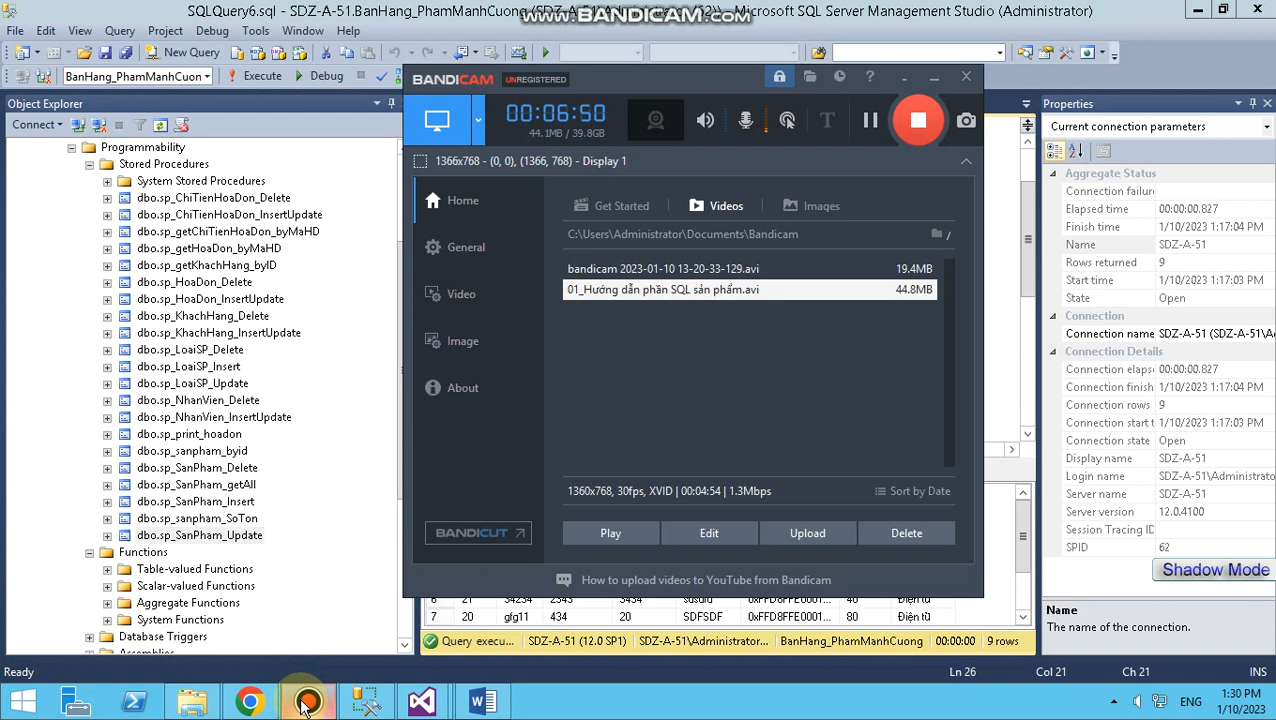 SQLQuery6.sql - SDZ-A-51.BanHang_PhamManhCuong (SDZ-A-51\Administrator - Microsoft SQL Server Management Studio (Administrator)
www.BANDICAM.com
File Edit View Query Project Debug Tools Window Help
New Query
BanHang_PhamManhCuon Execute Debug
Object Explorer
Connect
Programmability
Stored Procedures
System Stored Procedures
dbo.sp_ChiTienHoaDon_Delete
dbo.sp_ChiTienHoaDon_InsertUpdate
dbo.sp_getChiTienHoaDon_byMaHD
dbo.sp_getHoaDon_byMaHD
dbo.sp_getKhachHang_byID
dbo.sp_HoaDon_Delete
dbo.sp_HoaDon_InsertUpdate
dbo.sp_KhachHang_Delete
dbo.sp_KhachHang_InsertUpdate
dbo.sp_LoaiSP_Delete
dbo.sp_LoaiSP_Insert
dbo.sp_LoaiSP_Update
dbo.sp_NhanVien_Delete
dbo.sp_NhanVien_InsertUpdate
dbo.sp_print_hoadon
dbo.sp_sanpham_byid
dbo.sp_SanPham_Delete
dbo.sp_SanPham_getAll
dbo.sp_SanPham_Insert
dbo.sp_sanpham_SoTon
dbo.sp_SanPham_Update
Functions
Table-valued Functions
Scalar-valued Functions
Aggregate Functions
System Functions
Database Triggers
BANDICAM UNREGISTERED
00:06:50
44.1MB / 39.8GB
1366x768 - (0, 0), (1366, 768) - Display 1
Home
General
Video
Image
About
BANDICUT
Get Started Videos Images
C:\Users\Administrator\Documents\Bandicam
bandicam 2023-01-10 13-20-33-129.avi 19.4MB
01_Hướng dẫn phần SQL sản phẩm.avi 44.8MB
1360x768, 30fps, XVID | 00:04:54 | 1.3Mbps Sort by Date
Play Edit Upload Delete
How to upload videos to YouTube from Bandicam
6 21 34234 2343 3434 susdfd 0xFFD8FFE0001... 40 Điện tử
7 20 gfg11 434 20 SDFSDF 0xFFD8FFE0001... 80 Điện tử
Query execu... SDZ-A-51 (12.0 SP1) SDZ-A-51\Administrator... BanHang_PhamManhCuong 00:00:00 9 rows
Properties
Current connection parameters
Aggregate Status
Connection failur
Elapsed time 00:00:00.827
Finish time 1/10/2023 1:17:04 PM
Name SDZ-A-51
Rows returned 9
Start time 1/10/2023 1:17:03 PM
State Open
Connection
Connection name SDZ-A-51 (SDZ-A-51\A
Connection Details
Connection elapse 00:00:00.827
Connection finish 1/10/2023 1:17:04 PM
Connection rows 9
Connection start t 1/10/2023 1:17:03 PM
Connection state Open
Display name SDZ-A-51
Login name SDZ-A-51\Administrat
Server name SDZ-A-51
Server version 12.0.4100
Session Tracing ID
SPID 62
Shadow Mode
Name
The name of the connection.
Ready Ln 26 Col 21 Ch 21 INS
ENG
1:30 PM
1/10/2023